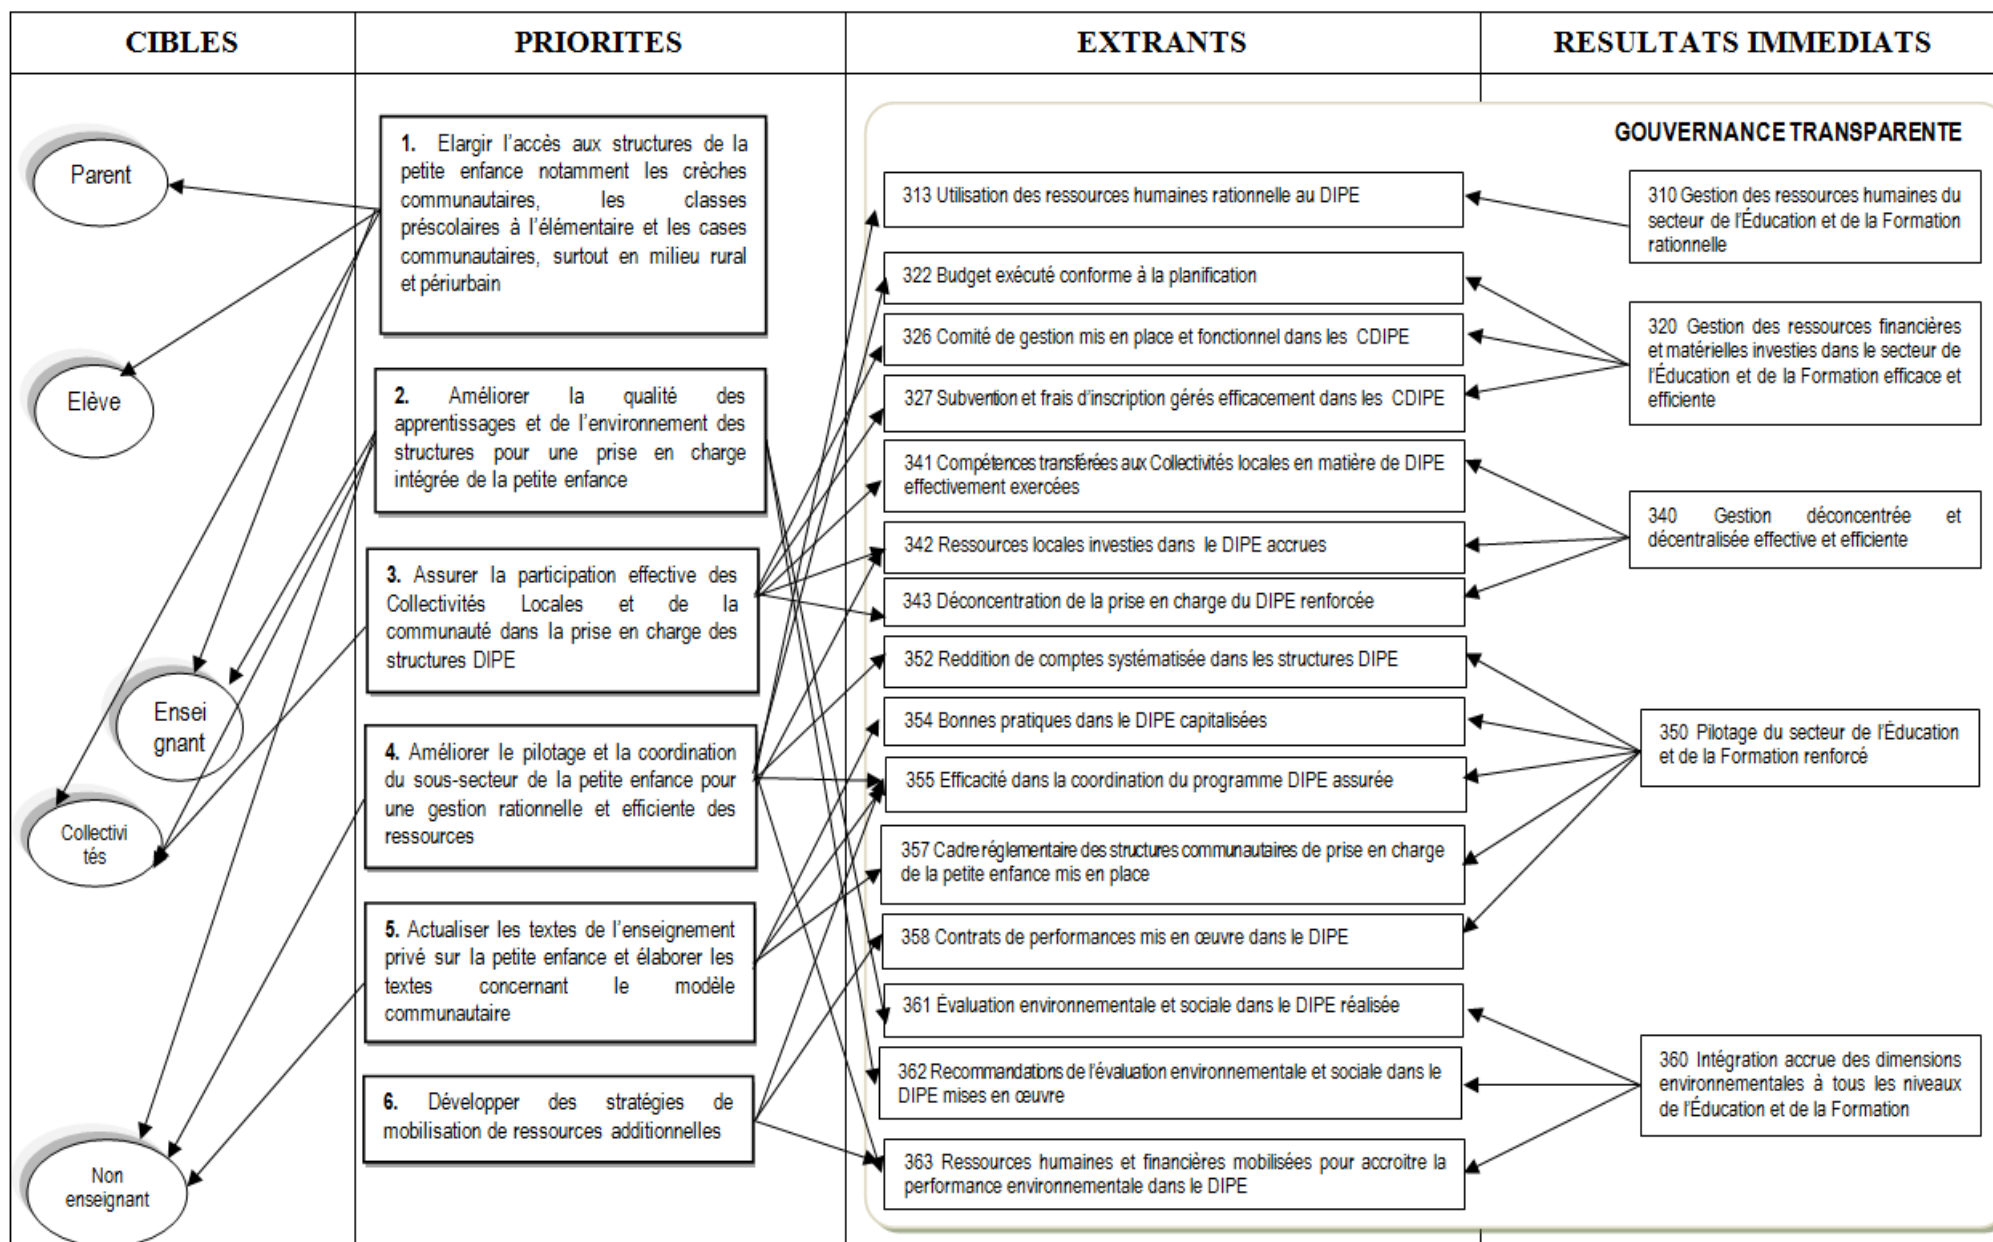 CIBLES
PRIORITES
EXTRANTS
RESULTATS IMMEDIATS
Parent
Elève
Ensei
gnant
Collectivi
tés
Non
enseignant
1. Elargir l'accès aux structures de la
petite enfance notamment les crèches
communautaires, les classes
préscolaires à l'élémentaire et les cases
communautaires, surtout en milieu rural
et périurbain
2. Améliorer la qualité des
apprentissages et de l'environnement des
structures pour une prise en charge
intégrée de la petite enfance
3. Assurer la participation effective des
Collectivités Locales et de la
communauté dans la prise en charge des
structures DIPE
4. Améliorer le pilotage et la coordination
du sous-secteur de la petite enfance pour
une gestion rationnelle et efficiente des
ressources
5. Actualiser les textes de l'enseignement
privé sur la petite enfance et élaborer les
textes concernant le modèle
communautaire
6. Développer des stratégies de
mobilisation de ressources additionnelles
GOUVERNANCE TRANSPARENTE
313 Utilisation des ressources humaines rationnelle au DIPE
322 Budget exécuté conforme à la planification
326 Comité de gestion mis en place et fonctionnel dans les CDIPE
327 Subvention et frais d'inscription gérés efficacement dans les CDIPE
341 Compétences transférées aux Collectivités locales en matière de DIPE
effectivement exercées
342 Ressources locales investies dans le DIPE accrues
343 Déconcentration de la prise en charge du DIPE renforcée
352 Reddition de comptes systématisée dans les structures DIPE
354 Bonnes pratiques dans le DIPE capitalisées
355 Efficacité dans la coordination du programme DIPE assurée
357 Cadre réglementaire des structures communautaires de prise en charge
de la petite enfance mis en place
358 Contrats de performances mis en œuvre dans le DIPE
361 Évaluation environnementale et sociale dans le DIPE réalisée
362 Recommandations de l'évaluation environnementale et sociale dans le
DIPE mises en œuvre
363 Ressources humaines et financières mobilisées pour accroitre la
performance environnementale dans le DIPE
310 Gestion des ressources humaines du
secteur de l'Éducation et de la Formation
rationnelle
320 Gestion des ressources financières
et matérielles investies dans le secteur de
l'Éducation et de la Formation efficace et
efficiente
340 Gestion déconcentrée et
décentralisée effective et efficiente
350 Pilotage du secteur de l'Éducation
et de la Formation renforcé
360 Intégration accrue des dimensions
environnementales à tous les niveaux
de l'Éducation et de la Formation